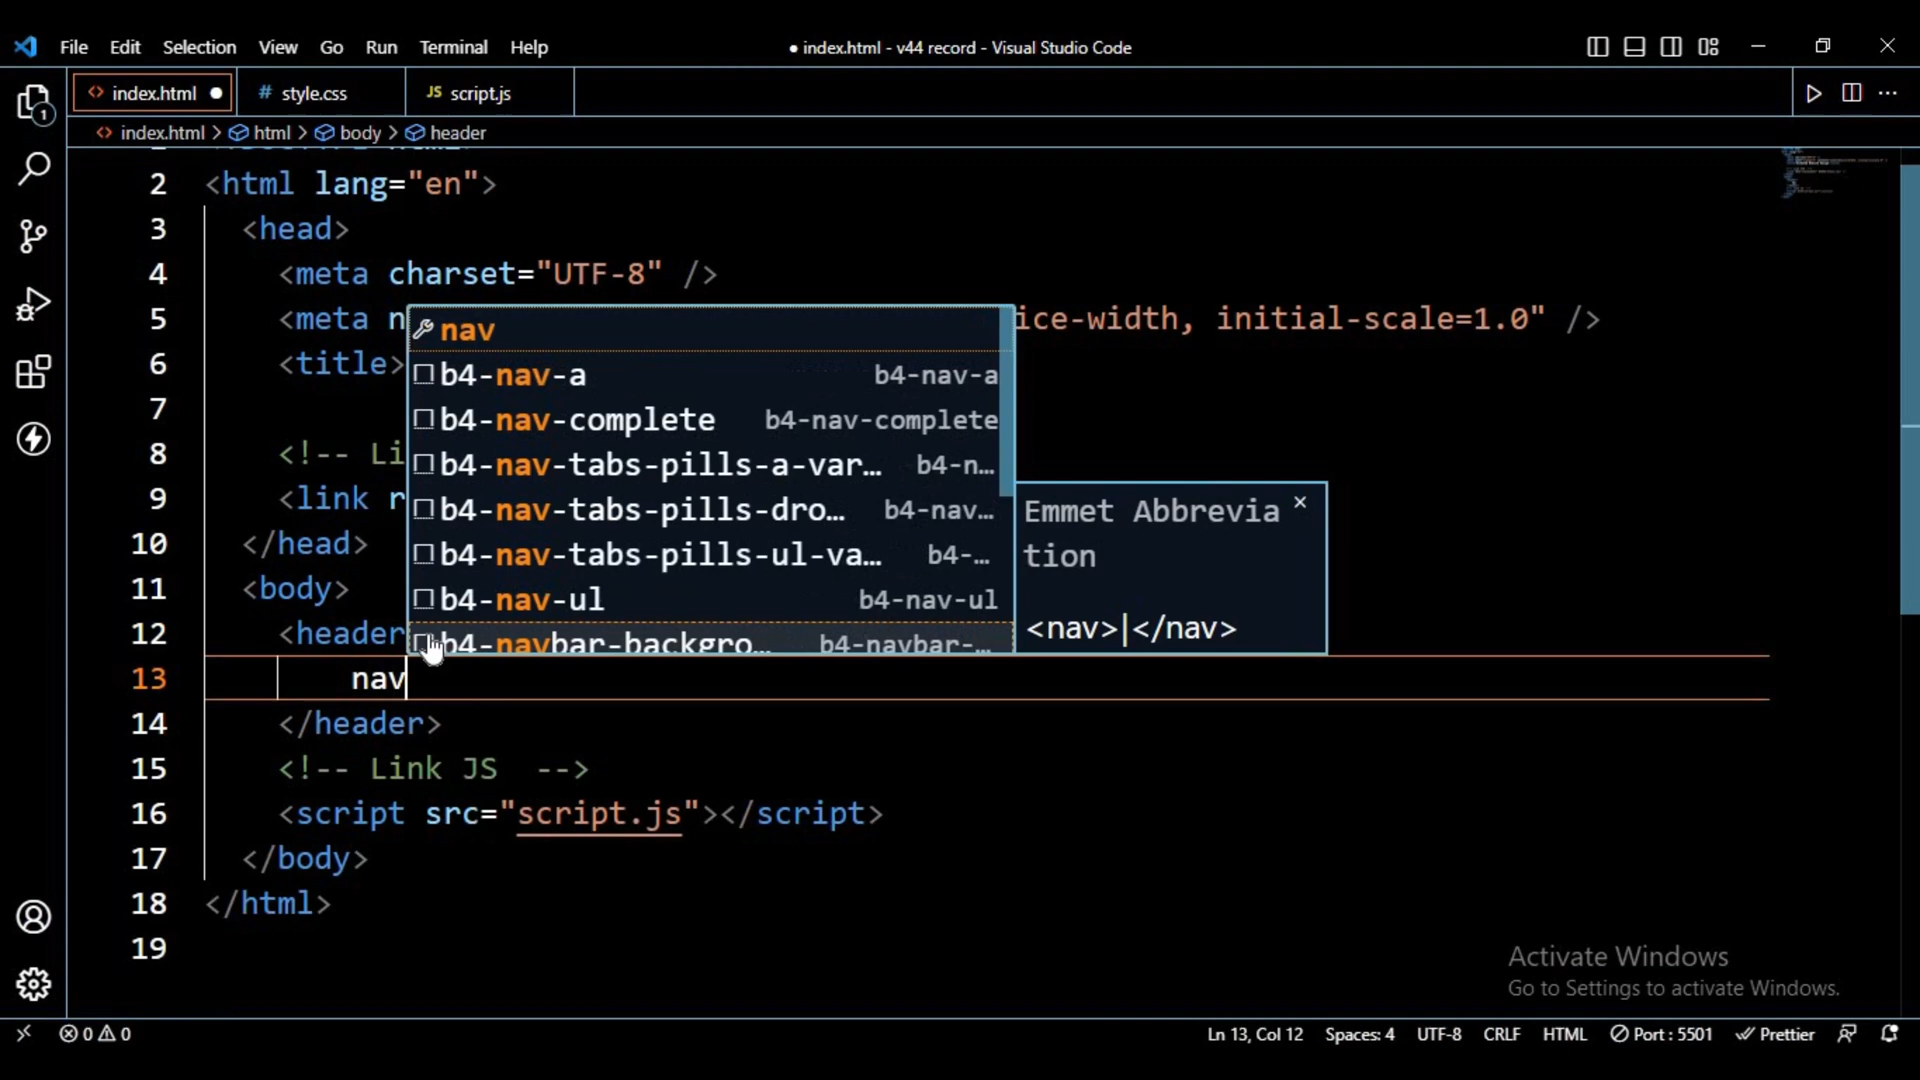 File Edit Selection View Go Run Terminal Help ● index.html - v44 record - Visual Studio Code
index.html ● # style.css JS script.js
index.html > html > body > header
2 <html lang="en">
3 <head>
4 <meta charset="UTF-8" />
5 <meta n ice-width, initial-scale=1.0" />
6 <title>
7
8 <!-- Li
9 <link r
10 </head>
11 <body>
12 <header
13 nav
14 </header>
15 <!-- Link JS -->
16 <script src="script.js"></script>
17 </body>
18 </html>
19
nav
b4-nav-a b4-nav-a
b4-nav-complete b4-nav-complete
b4-nav-tabs-pills-a-var… b4-n…
b4-nav-tabs-pills-dro… b4-nav…
b4-nav-tabs-pills-ul-va… b4-…
b4-nav-ul b4-nav-ul
b4-navbar-backgro… b4-navbar-…
Emmet Abbrevia
tion
<nav>|</nav>
1
Activate Windows
Go to Settings to activate Windows.
0 0 Ln 13, Col 12 Spaces: 4 UTF-8 CRLF HTML Port : 5501 Prettier